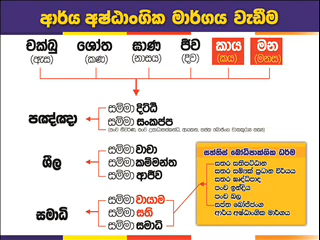 ආර්ය අෂ්ඨාංගික මාර්ගය වැඩීම
චක්ඛු ශෝත ඝාණ ජීව කාය මන
(ඇස) (කණ) (නාසය) (දිව) (කය) (මනස)
පඤ්ඤා
සම්මා දිට්ඨි
සම්මා සංකප්ප
ශීල
සම්මා වාචා
සම්මා කම්මන්ත
සම්මා ආජීව
සමාධි
සම්මා වායාම
සම්මා සති
සම්මා සමාධි
සත්තිස් බෝධිපාක්ශික ධර්ම
සතර සතිපට්ඨාන
සතර සම්‍යක් ප්‍රධාන වීර්යය
සතර ඍද්ධිපාද
පංච ඉන්ද්‍රිය
පංච බල
සප්ත බොජ්ඣංග
ආර්ය අෂ්ඨාංගික මාර්ගය